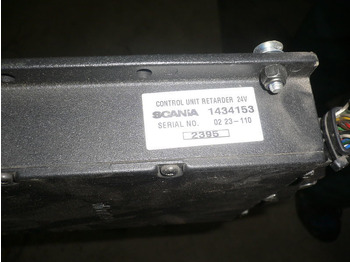 CONTROL UNIT RETARDER 24V
SCANIA 1434153
SERIAL NO. 02 23-110
2395